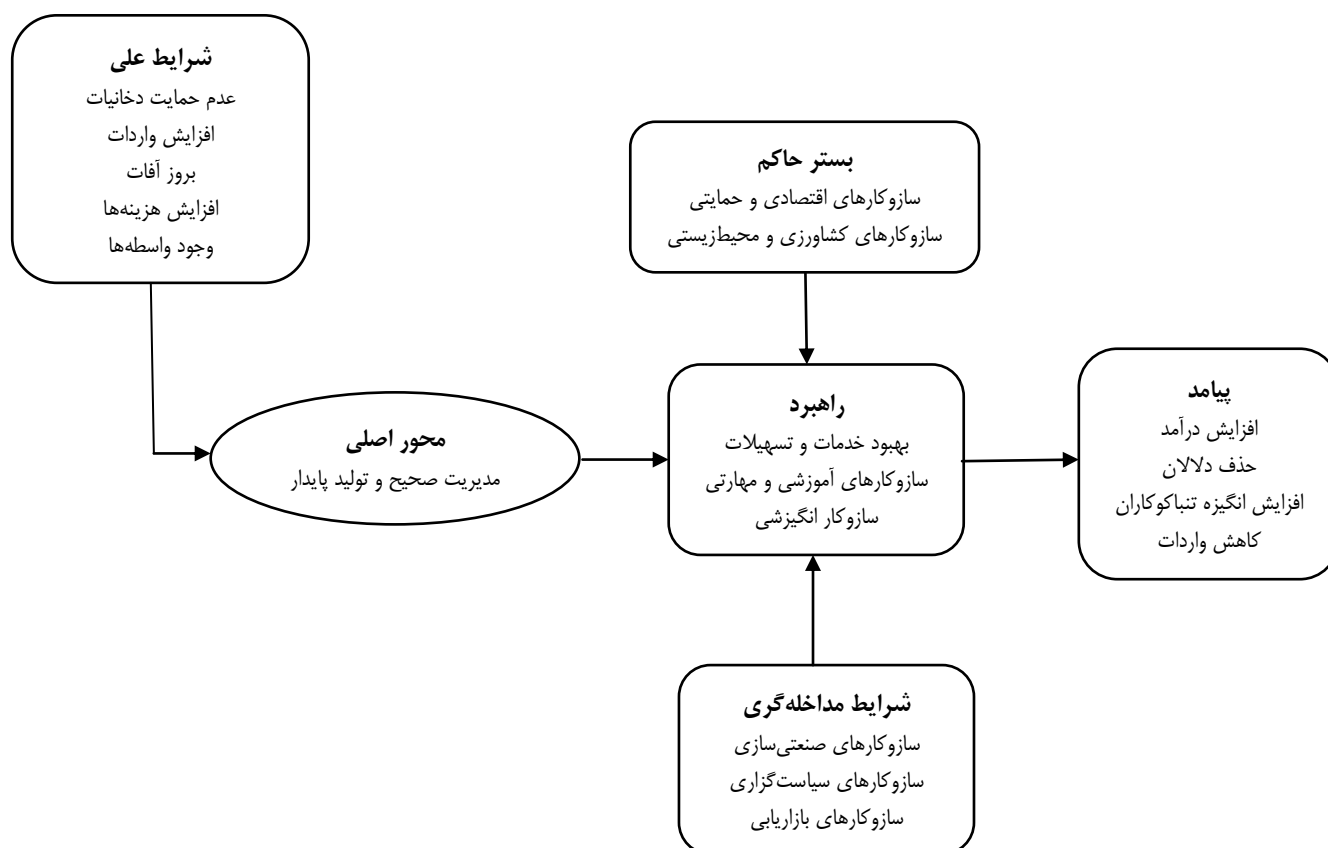 شرایط علی
عدم حمایت دخانیات
افزایش واردات
بروز آفات
افزایش هزینه‌ها
وجود واسطه‌ها
بستر حاکم
سازوکارهای اقتصادی و حمایتی
سازوکارهای کشاورزی و محیط‌زیستی
محور اصلی
مدیریت صحیح و تولید پایدار
راهبرد
بهبود خدمات و تسهیلات
سازوکارهای آموزشی و مهارتی
سازوکار انگیزشی
پیامد
افزایش درآمد
حذف دلالان
افزایش انگیزه تنباکوکاران
کاهش واردات
شرایط مداخله‌گری
سازوکارهای صنعتی‌سازی
سازوکارهای سیاست‌گزاری
سازوکارهای بازاریابی